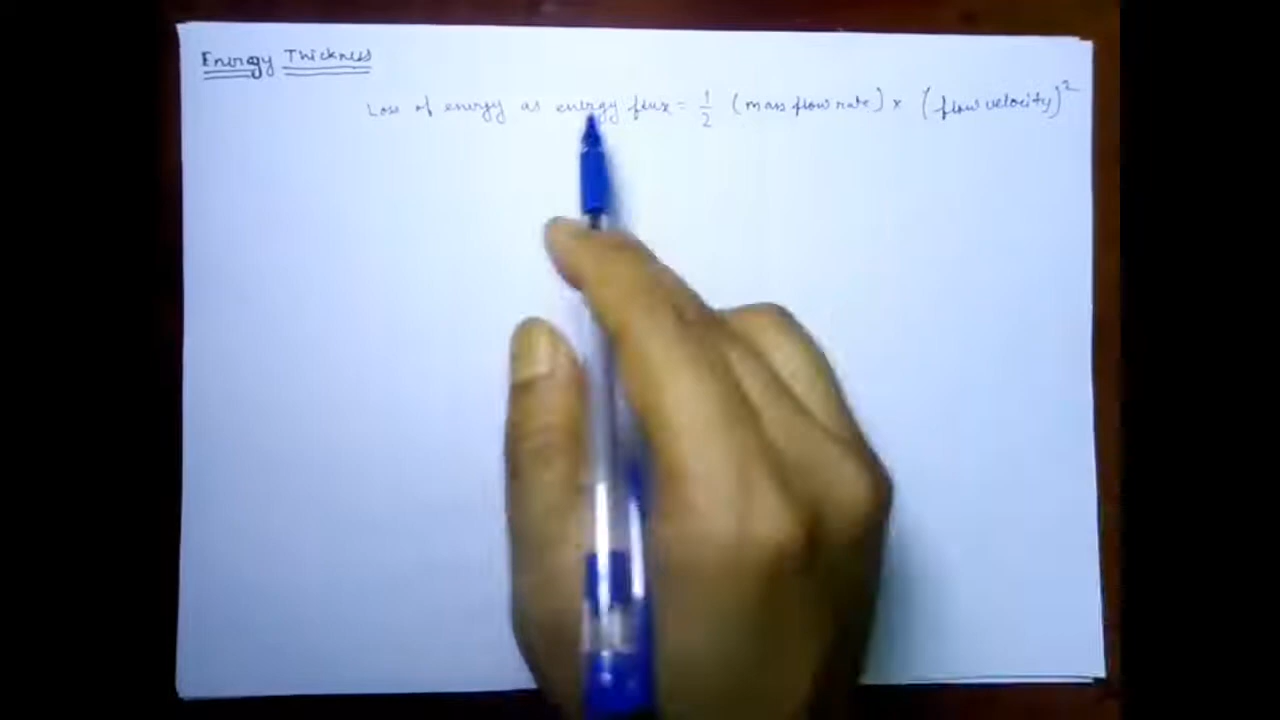 Energy Thickness
Loss of energy as energy flux = 1/2 (mass flow rate) × (flow velocity)²